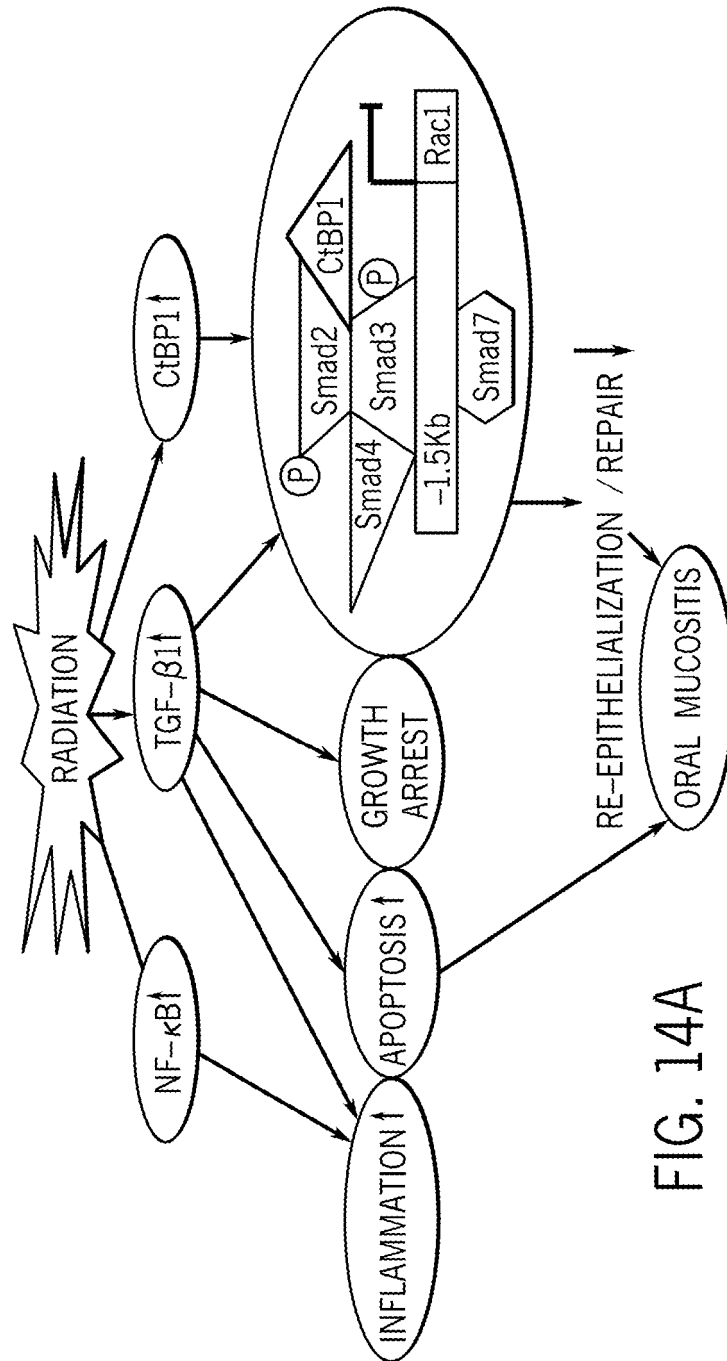 RADIATION
NF-κB↑
TGF-β1↑
CtBP1↑
INFLAMMATION↑
APOPTOSIS↑
GROWTH
ARREST
P
Smad2
CtBP1
Smad4
Smad3
P
-1.5Kb
Rac1
Smad7
RE-EPITHELIALIZATION / REPAIR
ORAL MUCOSITIS
FIG. 14A